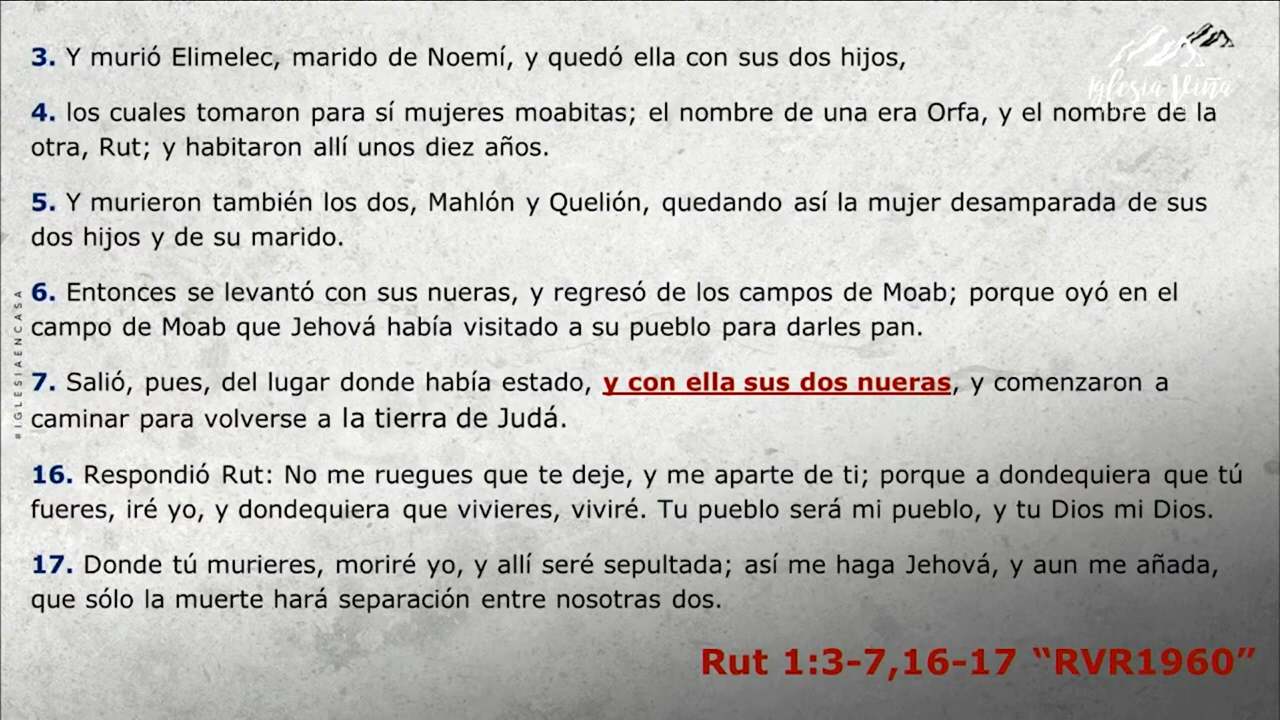 3. Y murió Elimelec, marido de Noemí, y quedó ella con sus dos hijos,
4. los cuales tomaron para sí mujeres moabitas; el nombre de una era Orfa, y el nombre de la
otra, Rut; y habitaron allí unos diez años.
5. Y murieron también los dos, Mahlón y Quelión, quedando así la mujer desamparada de sus
dos hijos y de su marido.
6. Entonces se levantó con sus nueras, y regresó de los campos de Moab; porque oyó en el
campo de Moab que Jehová había visitado a su pueblo para darles pan.
7. Salió, pues, del lugar donde había estado, y con ella sus dos nueras, y comenzaron a
caminar para volverse a la tierra de Judá.
16. Respondió Rut: No me ruegues que te deje, y me aparte de ti; porque a dondequiera que tú
fueres, iré yo, y dondequiera que vivieres, viviré. Tu pueblo será mi pueblo, y tu Dios mi Dios.
17. Donde tú murieres, moriré yo, y allí seré sepultada; así me haga Jehová, y aun me añada,
que sólo la muerte hará separación entre nosotras dos.
Rut 1:3-7,16-17 “RVR1960”
Iglesia Viña
#IGLESIAENCASA